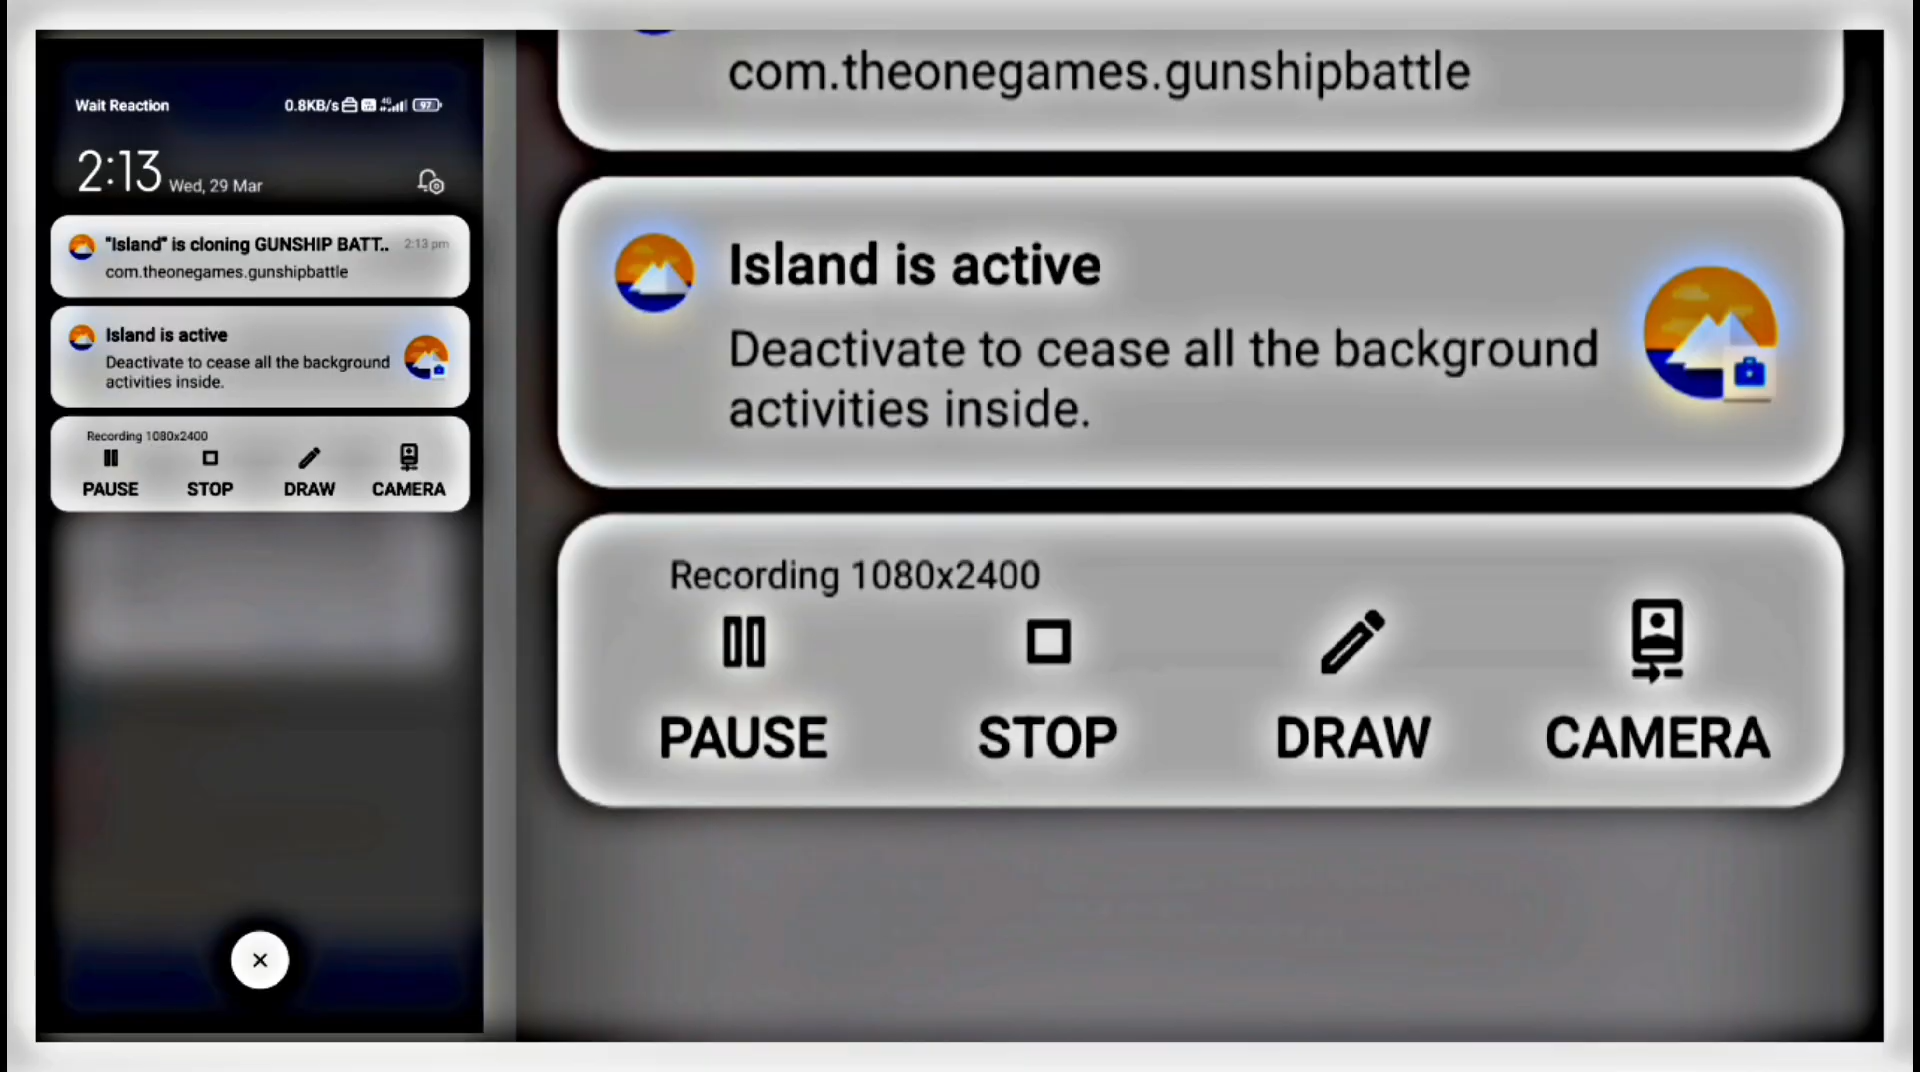 Wait Reaction
0.8KB/s 4G 97
2:13 Wed, 29 Mar
"Island" is cloning GUNSHIP BATT.. 2:13 pm
com.theonegames.gunshipbattle
Island is active
Deactivate to cease all the background
activities inside.
Recording 1080x2400
PAUSE STOP DRAW CAMERA
com.theonegames.gunshipbattle
Island is active
Deactivate to cease all the background
activities inside.
Recording 1080x2400
PAUSE STOP DRAW CAMERA